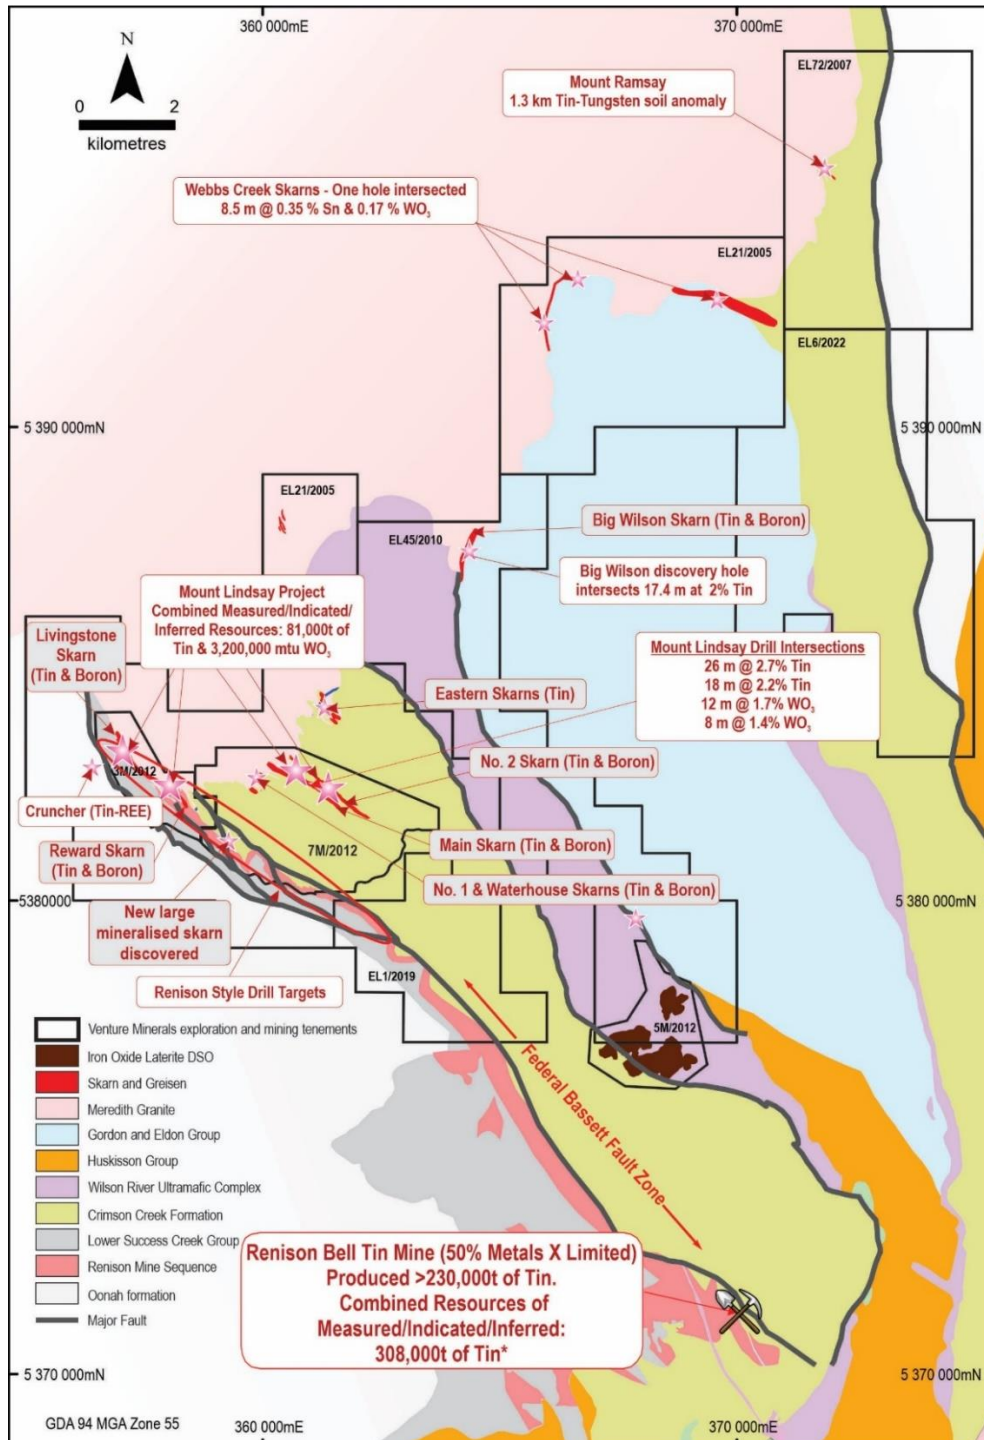 360 000mE
370 000mE
N
0
2
kilometres
EL72/2007
Mount Ramsay
1.3 km Tin-Tungsten soil anomaly
Webbs Creek Skarns - One hole intersected
8.5 m @ 0.35 % Sn & 0.17 % WO₃
EL21/2005
EL6/2022
5 390 000mN
5 390 000mN
EL21/2005
EL45/2010
Big Wilson Skarn (Tin & Boron)
Big Wilson discovery hole
intersects 17.4 m at 2% Tin
Mount Lindsay Project
Combined Measured/Indicated/
Inferred Resources: 81,000t of
Tin & 3,200,000 mtu WO₃
Livingstone
Skarn
(Tin & Boron)
Mount Lindsay Drill Intersections
26 m @ 2.7% Tin
18 m @ 2.2% Tin
12 m @ 1.7% WO₃
8 m @ 1.4% WO₃
Eastern Skarns (Tin)
No. 2 Skarn (Tin & Boron)
3M/2012
Cruncher (Tin-REE)
Main Skarn (Tin & Boron)
Reward Skarn
(Tin & Boron)
7M/2012
No. 1 & Waterhouse Skarns (Tin & Boron)
5380000
5 380 000mN
New large
mineralised skarn
discovered
EL1/2019
Renison Style Drill Targets
5M/2012
Federal Bassett Fault Zone
Venture Minerals exploration and mining tenements
Iron Oxide Laterite DSO
Skarn and Greisen
Meredith Granite
Gordon and Eldon Group
Huskisson Group
Wilson River Ultramafic Complex
Crimson Creek Formation
Lower Success Creek Group
Renison Mine Sequence
Oonah formation
Major Fault
Renison Bell Tin Mine (50% Metals X Limited)
Produced >230,000t of Tin.
Combined Resources of
Measured/Indicated/Inferred:
308,000t of Tin*
5 370 000mN
5 370 000mN
GDA 94 MGA Zone 55
360 000mE
370 000mE